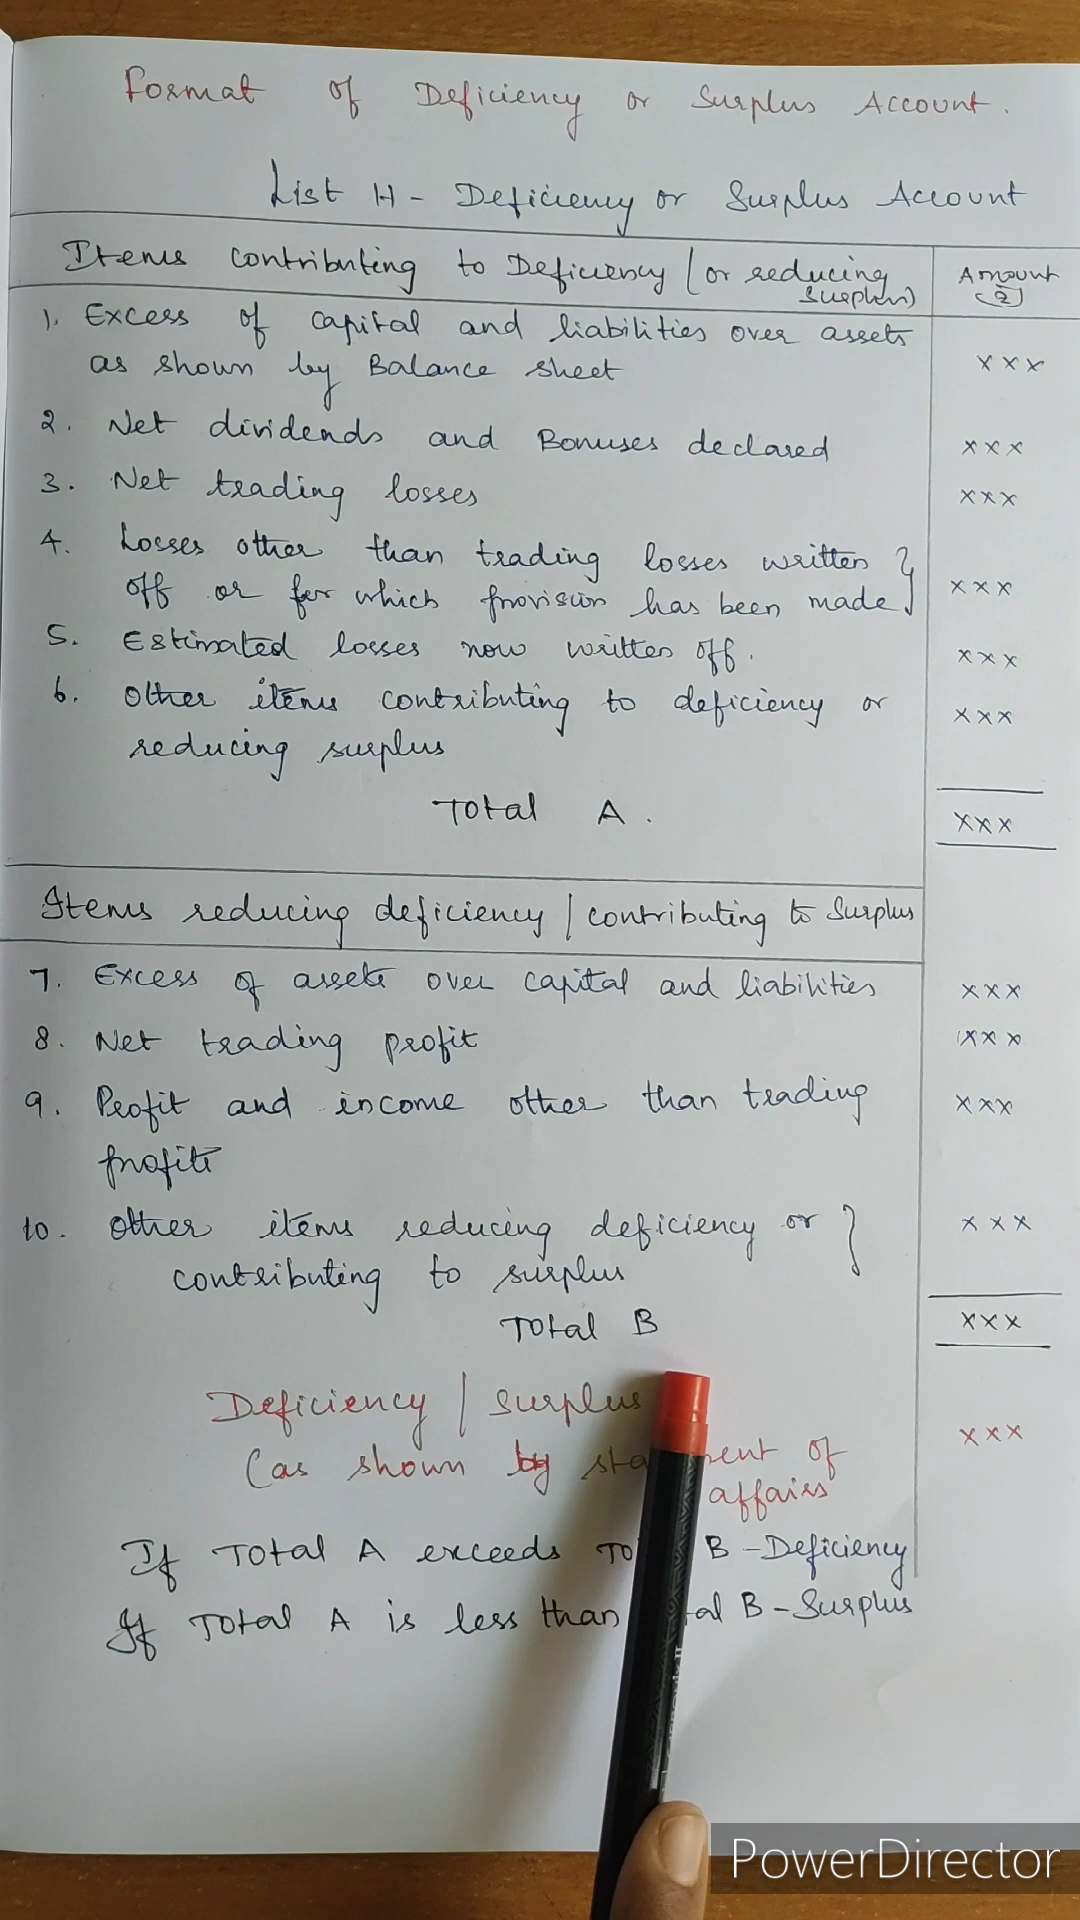 Format of Deficiency or Surplus Account.
List H - Deficiency or Surplus Account
Items contributing to Deficiency (or reducing
surplus)
Amount
(₹)
1. Excess of capital and liabilities over assets
as shown by Balance sheet
xxx
2. Net dividends and Bonuses declared
xxx
3. Net trading losses
xxx
4. Losses other than trading losses written
off or for which provision has been made
xxx
5. Estimated losses now written off.
xxx
6. Other items contributing to deficiency or
reducing surplus
xxx
Total A.
xxx
Items reducing deficiency / contributing to Surplus
7. Excess of assets over capital and liabilities
xxx
8. Net trading profit
xxx
9. Profit and income other than trading
profits
xxx
10. Other items reducing deficiency or
contributing to surplus
xxx
Total B
xxx
Deficiency / Surplus
(as shown by of
affairs
xxx
If Total A exceeds B - Deficiency
If Total A is less than B - Surplus
PowerDirector